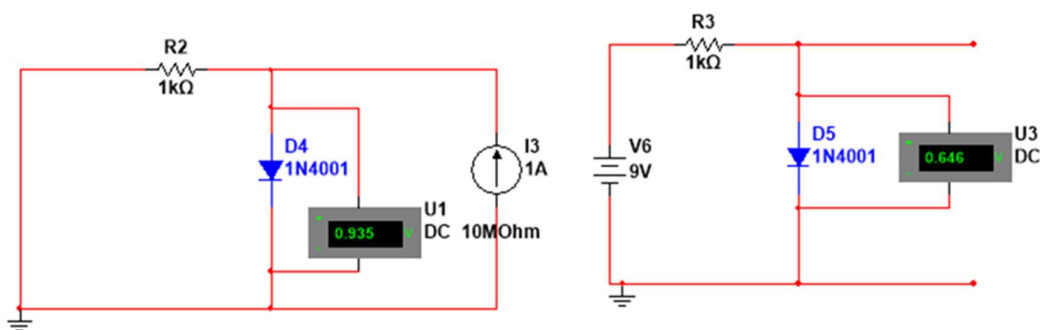 R2
1kΩ
D4
1N4001
+
0.935 V
-
U1
DC 10MOhm
I3
1A
R3
1kΩ
V6
9V
D5
1N4001
+
0.646 V
-
U3
DC